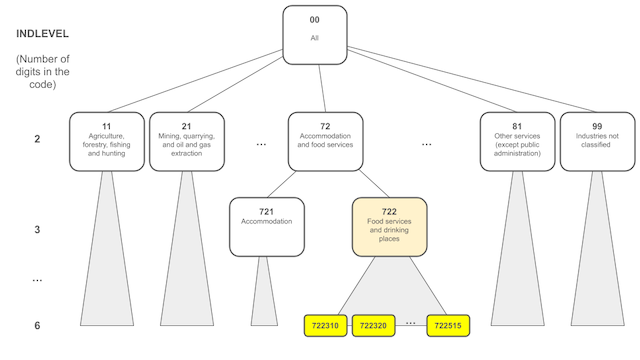 00
All
INDLEVEL
(Number of
digits in the
code)
2
11
Agriculture,
forestry, fishing
and hunting
21
Mining, quarrying,
and oil and gas
extraction
...
72
Accommodation
and food services
...
81
Other services
(except public
administration)
99
Industries not
classified
3
721
Accommodation
722
Food services
and drinking
places
...
6
722310
722320
...
722515